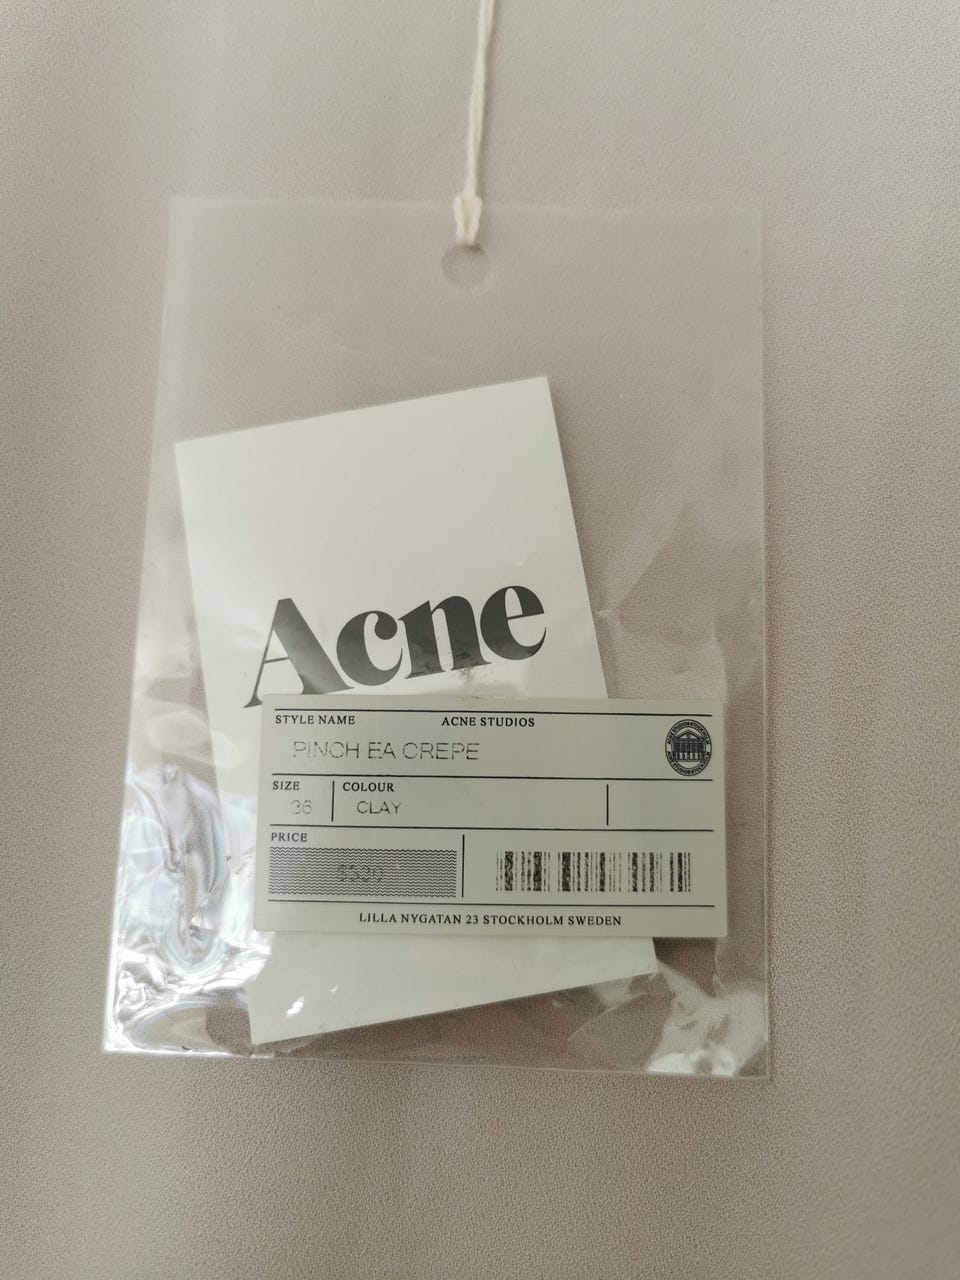 Acne
STYLE NAME
ACNE STUDIOS
PINCH EA CREPE
SIZE
COLOUR
36
CLAY
PRICE
LILLA NYGATAN 23 STOCKHOLM SWEDEN